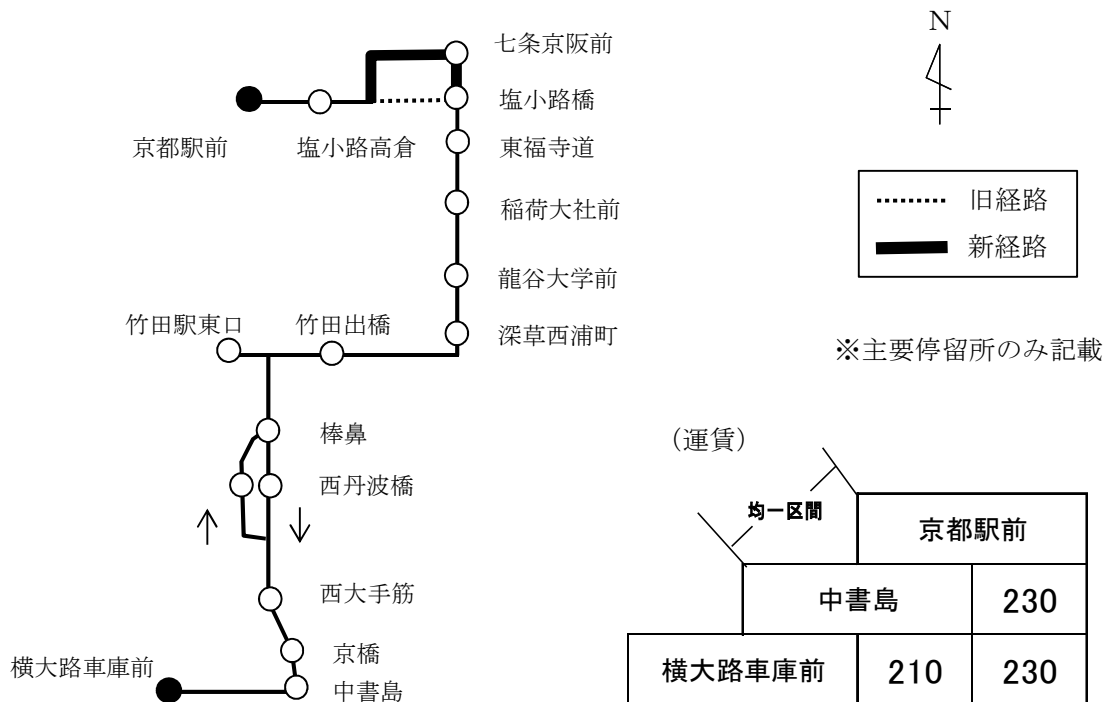 N
七条京阪前
塩小路橋
京都駅前
塩小路高倉
東福寺道
稲荷大社前
旧経路
新経路
龍谷大学前
竹田駅東口
竹田出橋
深草西浦町
※主要停留所のみ記載
棒鼻
西丹波橋
西大手筋
京橋
横大路車庫前
中書島
(運賃)
均一区間
京都駅前
中書島 230
横大路車庫前 210 230